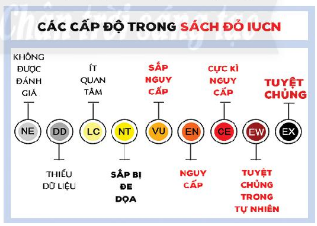 CÁC CẤP ĐỘ TRONG SÁCH ĐỎ IUCN
KHÔNG
ĐƯỢC
ĐÁNH
GIÁ
ÍT
QUAN
TÂM
SẮP
NGUY
CẤP
CỰC KÌ
NGUY
CẤP
TUYỆT
CHỦNG
NE DD LC NT VU EN CE EW EX
THIẾU
DỮ LIỆU
SẮP BỊ
ĐE
DỌA
NGUY
CẤP
TUYỆT
CHỦNG
TRONG
TỰ NHIÊN